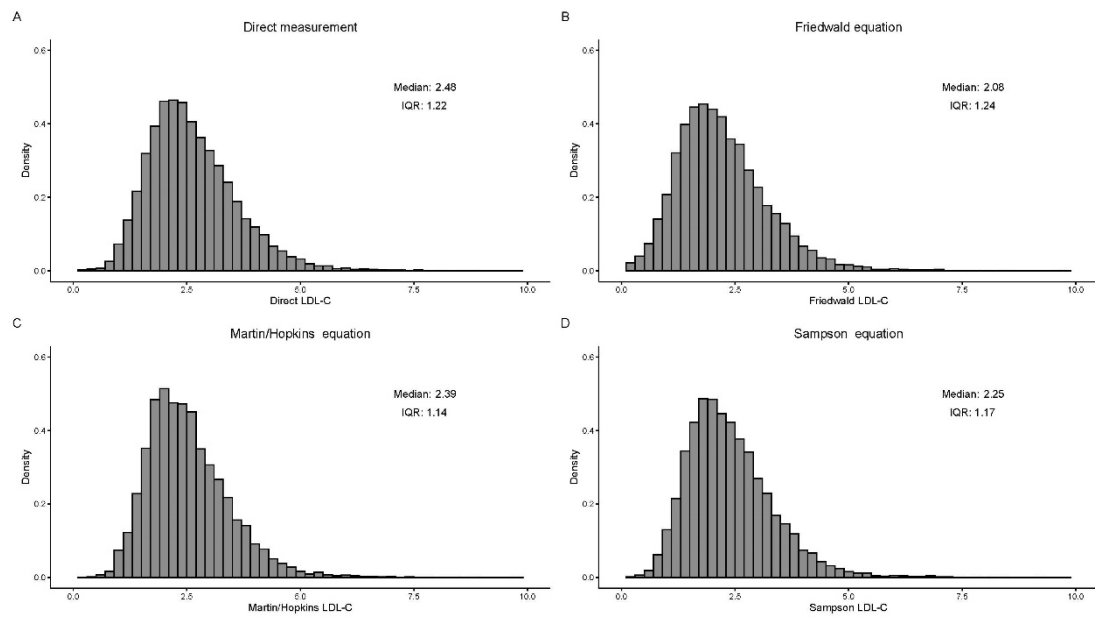 A
Direct measurement
Median: 2.48
IQR: 1.22
0.6
0.4
0.2
0.0
Density
0.0 2.5 5.0 7.5 10.0
Direct LDL-C
B
Friedwald equation
Median: 2.08
IQR: 1.24
0.6
0.4
0.2
0.0
Density
0.0 2.5 5.0 7.5 10.0
Friedwald LDL-C
C
Martin/Hopkins equation
Median: 2.39
IQR: 1.14
0.6
0.4
0.2
0.0
Density
0.0 2.5 5.0 7.5 10.0
Martin/Hopkins LDL-C
D
Sampson equation
Median: 2.25
IQR: 1.17
0.6
0.4
0.2
0.0
Density
0.0 2.5 5.0 7.5 10.0
Sampson LDL-C